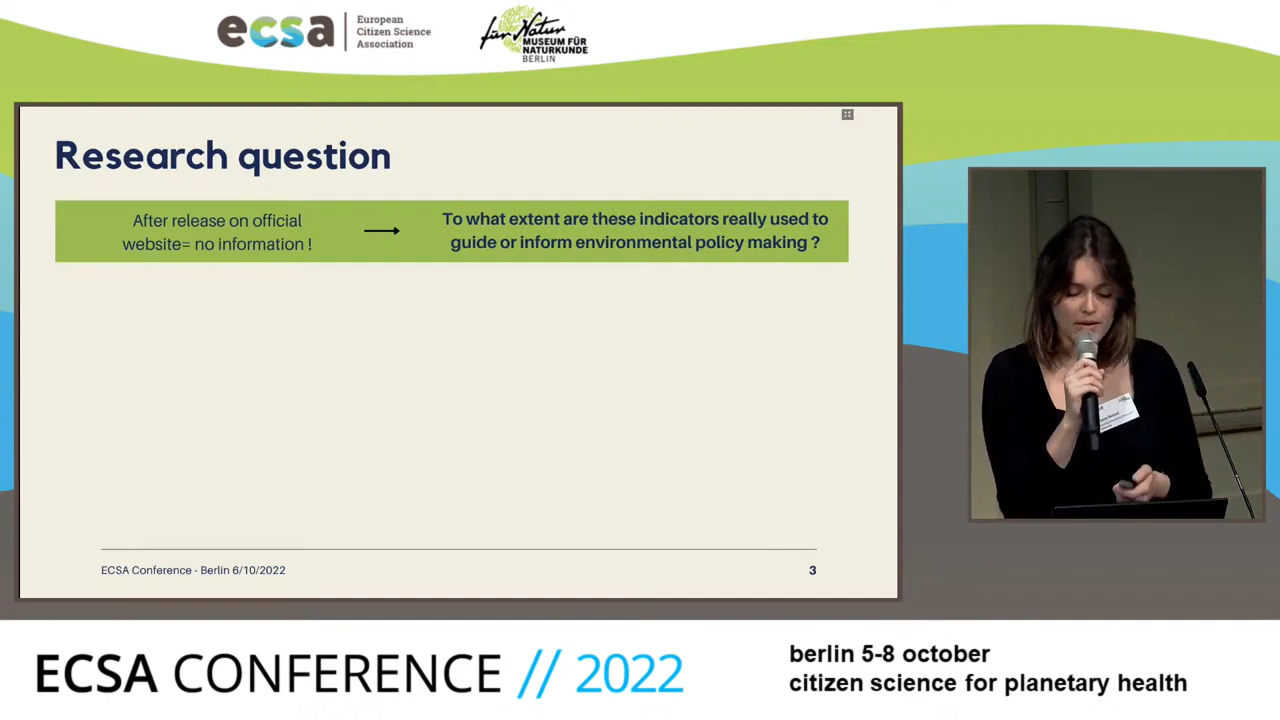 ecsa
European
Citizen Science
Association
für Natur
MUSEUM FÜR
NATURKUNDE
BERLIN
Research question
After release on official
website= no information !
To what extent are these indicators really used to
guide or inform environmental policy making ?
ECSA Conference - Berlin 6/10/2022
3
ECSA CONFERENCE // 2022
berlin 5-8 october
citizen science for planetary health